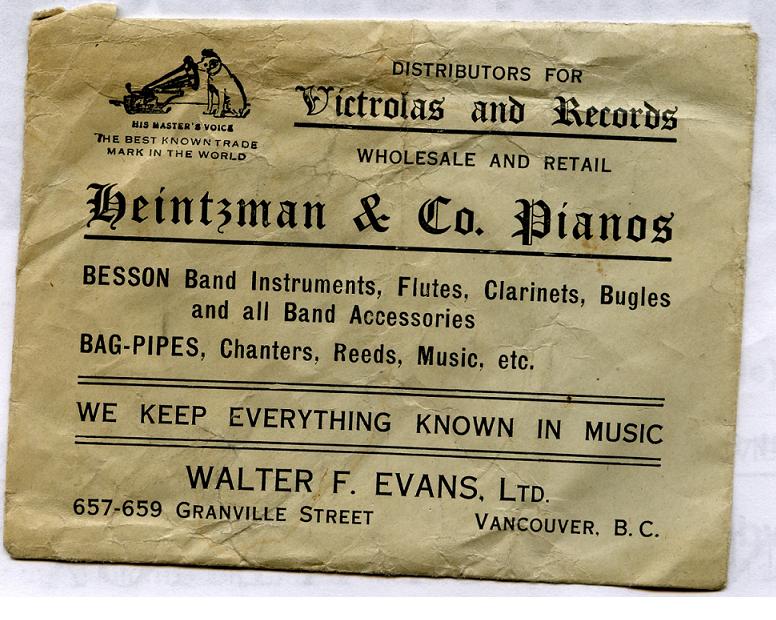 DISTRIBUTORS FOR
Victrolas and Records
WHOLESALE AND RETAIL
HIS MASTER'S VOICE
THE BEST KNOWN TRADE
MARK IN THE WORLD
Heintzman & Co. Pianos
BESSON Band Instruments, Flutes, Clarinets, Bugles
and all Band Accessories
BAG-PIPES, Chanters, Reeds, Music, etc.
WE KEEP EVERYTHING KNOWN IN MUSIC
WALTER F. EVANS, LTD.
657-659 GRANVILLE STREET VANCOUVER, B.C.